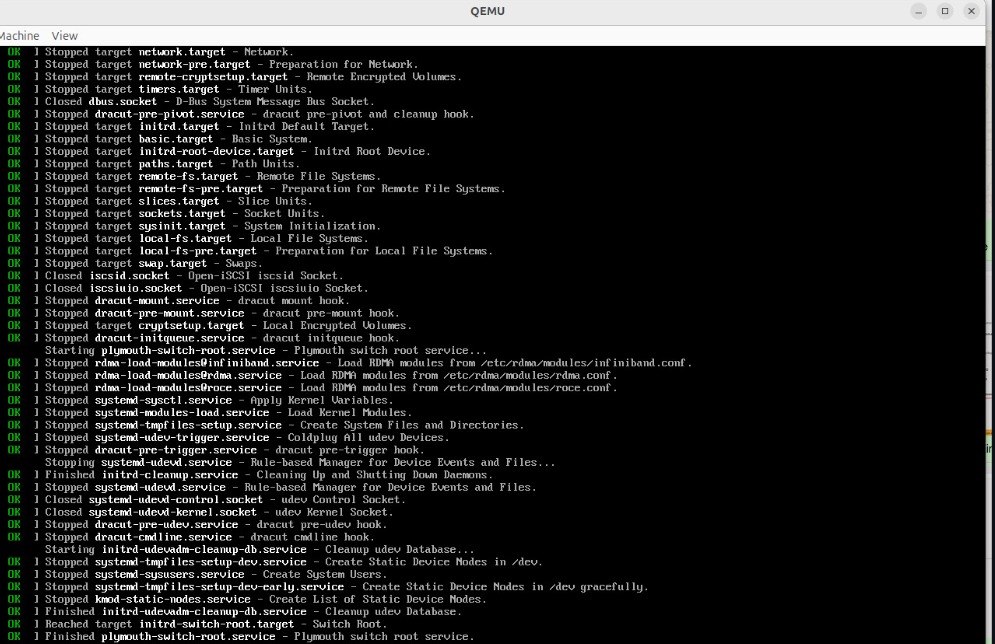 QEMU
Machine View
OK ] Stopped target network.target - Network.
OK ] Stopped target network-pre.target - Preparation for Network.
OK ] Stopped target remote-cryptsetup.target - Remote Encrypted Volumes.
OK ] Stopped target timers.target - Timer Units.
OK ] Closed dbus.socket - D-Bus System Message Bus Socket.
OK ] Stopped dracut-pre-pivot.service - dracut pre-pivot and cleanup hook.
OK ] Stopped target initrd.target - Initrd Default Target.
OK ] Stopped target basic.target - Basic System.
OK ] Stopped target initrd-root-device.target - Initrd Root Device.
OK ] Stopped target paths.target - Path Units.
OK ] Stopped target remote-fs.target - Remote File Systems.
OK ] Stopped target remote-fs-pre.target - Preparation for Remote File Systems.
OK ] Stopped target slices.target - Slice Units.
OK ] Stopped target sockets.target - Socket Units.
OK ] Stopped target sysinit.target - System Initialization.
OK ] Stopped target local-fs.target - Local File Systems.
OK ] Stopped target local-fs-pre.target - Preparation for Local File Systems.
OK ] Stopped target swap.target - Swaps.
OK ] Closed iscsid.socket - Open-iSCSI iscsid Socket.
OK ] Closed iscsiuio.socket - Open-iSCSI iscsiuio Socket.
OK ] Stopped dracut-mount.service - dracut mount hook.
OK ] Stopped dracut-pre-mount.service - dracut pre-mount hook.
OK ] Stopped target cryptsetup.target - Local Encrypted Volumes.
OK ] Stopped dracut-initqueue.service - dracut initqueue hook.
Starting plymouth-switch-root.service - Plymouth switch root service...
OK ] Stopped rdma-load-modules@infiniband.service - Load RDMA modules from /etc/rdma/modules/infiniband.conf.
OK ] Stopped rdma-load-modules@rdma.service - Load RDMA modules from /etc/rdma/modules/rdma.conf.
OK ] Stopped rdma-load-modules@roce.service - Load RDMA modules from /etc/rdma/modules/roce.conf.
OK ] Stopped systemd-sysctl.service - Apply Kernel Variables.
OK ] Stopped systemd-modules-load.service - Load Kernel Modules.
OK ] Stopped systemd-tmpfiles-setup.service - Create System Files and Directories.
OK ] Stopped systemd-udev-trigger.service - Coldplug All udev Devices.
OK ] Stopped dracut-pre-trigger.service - dracut pre-trigger hook.
Stopping systemd-udevd.service - Rule-based Manager for Device Events and Files...
OK ] Finished initrd-cleanup.service - Cleaning Up and Shutting Down Daemons.
OK ] Stopped systemd-udevd.service - Rule-based Manager for Device Events and Files.
OK ] Closed systemd-udevd-control.socket - udev Control Socket.
OK ] Closed systemd-udevd-kernel.socket - udev Kernel Socket.
OK ] Stopped dracut-pre-udev.service - dracut pre-udev hook.
OK ] Stopped dracut-cmdline.service - dracut cmdline hook.
Starting initrd-udevadm-cleanup-db.service - Cleanup udev Database...
OK ] Stopped systemd-tmpfiles-setup-dev.service - Create Static Device Nodes in /dev.
OK ] Stopped systemd-sysusers.service - Create System Users.
OK ] Stopped systemd-tmpfiles-setup-dev-early.service - Create Static Device Nodes in /dev gracefully.
OK ] Stopped kmod-static-nodes.service - Create List of Static Device Nodes.
OK ] Finished initrd-udevadm-cleanup-db.service - Cleanup udev Database.
OK ] Reached target initrd-switch-root.target - Switch Root.
OK ] Finished plymouth-switch-root.service - Plymouth switch root service.